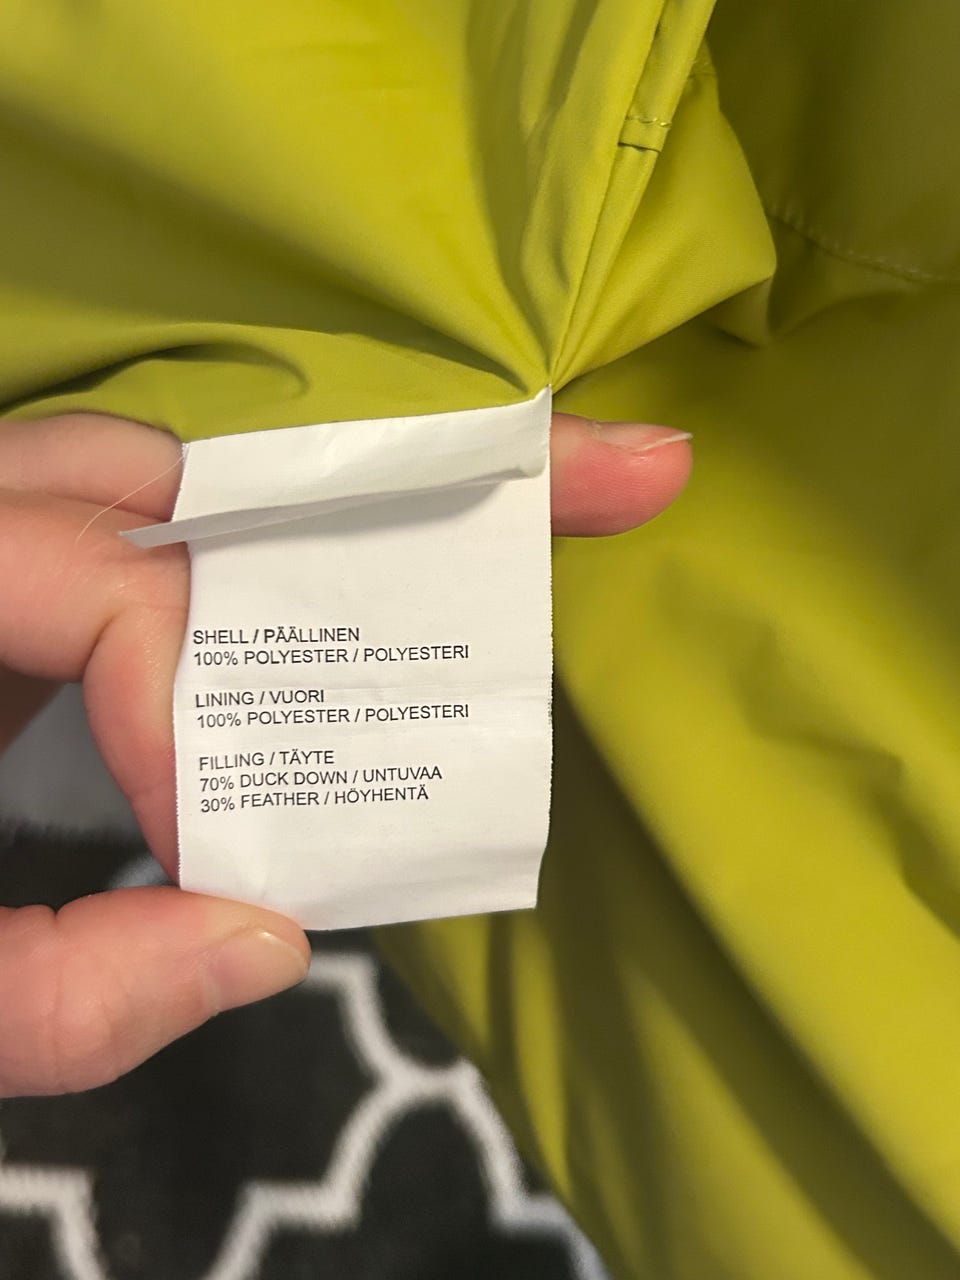 SHELL / PÄÄLLINEN
100% POLYESTER / POLYESTERI
LINING / VUORI
100% POLYESTER / POLYESTERI
FILLING / TÄYTE
70% DUCK DOWN / UNTUVAA
30% FEATHER / HÖYHENTÄ